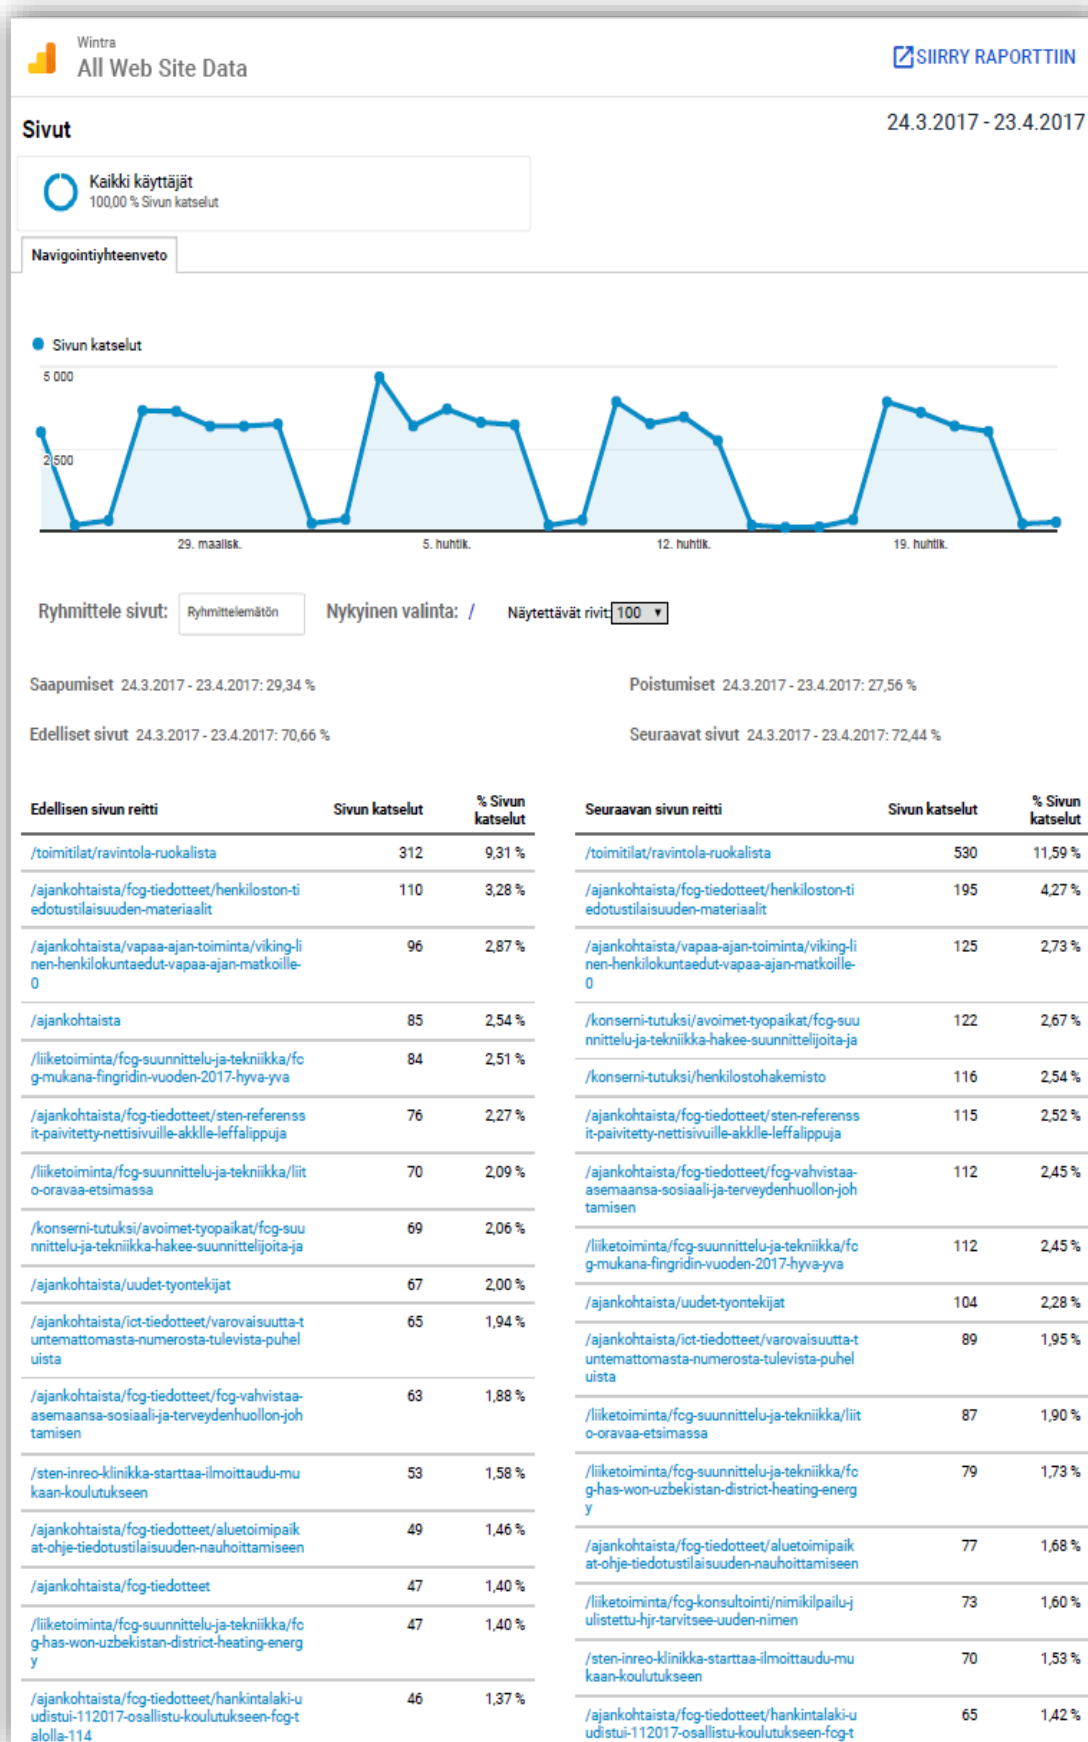 Wintra
All Web Site Data
SIIRRY RAPORTTIIN
Sivut
24.3.2017 - 23.4.2017
Kaikki käyttäjät
100,00 % Sivun katselut
Navigointiyhteenveto
Sivun katselut
5 000
2 500
29. maalisk.
5. huhtik.
12. huhtik.
19. huhtik.
Ryhmittele sivut: Ryhmittelemätön Nykyinen valinta: / Näytettävät rivit: 100
Saapumiset 24.3.2017 - 23.4.2017: 29,34 %
Poistumiset 24.3.2017 - 23.4.2017: 27,56 %
Edelliset sivut 24.3.2017 - 23.4.2017: 70,66 %
Seuraavat sivut 24.3.2017 - 23.4.2017: 72,44 %
Edellisen sivun reitti Sivun katselut % Sivun
katselut
/toimitilat/ravintola-ruokalista 312 9,31 %
/ajankohtaista/fcg-tiedotteet/henkiloston-ti 110 3,28 %
edotustilaisuuden-materiaalit
/ajankohtaista/vapaa-ajan-toiminta/viking-li 96 2,87 %
nen-henkilokuntaedut-vapaa-ajan-matkoille-
0
/ajankohtaista 85 2,54 %
/liiketoiminta/fcg-suunnittelu-ja-tekniikka/fc 84 2,51 %
g-mukana-fingridin-vuoden-2017-hyva-yva
/ajankohtaista/fcg-tiedotteet/sten-referenss 76 2,27 %
it-paivitetty-nettisivuille-akklle-leffalippuja
/liiketoiminta/fcg-suunnittelu-ja-tekniikka/liit 70 2,09 %
o-oravaa-etsimassa
/konserni-tutuksi/avoimet-tyopaikat/fcg-suu 69 2,06 %
nnittelu-ja-tekniikka-hakee-suunnittelijoita-ja
/ajankohtaista/uudet-tyontekijat 67 2,00 %
/ajankohtaista/ict-tiedotteet/varovaisuutta-t 65 1,94 %
untemattomasta-numerosta-tulevista-puhel
uista
/ajankohtaista/fcg-tiedotteet/fcg-vahvistaa- 63 1,88 %
asemaansa-sosiaali-ja-terveydenhuollon-joh
tamisen
/sten-inreo-klinikka-starttaa-ilmoittaudu-mu 53 1,58 %
kaan-koulutukseen
/ajankohtaista/fcg-tiedotteet/aluetoimipaik 49 1,46 %
at-ohje-tiedotustilaisuuden-nauhoittamiseen
/ajankohtaista/fcg-tiedotteet 47 1,40 %
/liiketoiminta/fcg-suunnittelu-ja-tekniikka/fc 47 1,40 %
g-has-won-uzbekistan-district-heating-energ
y
/ajankohtaista/fcg-tiedotteet/hankintalaki-u 46 1,37 %
udistui-112017-osallistu-koulutukseen-fcg-t
alolla-114
Seuraavan sivun reitti Sivun katselut % Sivun
katselut
/toimitilat/ravintola-ruokalista 530 11,59 %
/ajankohtaista/fcg-tiedotteet/henkiloston-ti 195 4,27 %
edotustilaisuuden-materiaalit
/ajankohtaista/vapaa-ajan-toiminta/viking-li 125 2,73 %
nen-henkilokuntaedut-vapaa-ajan-matkoille-
0
/konserni-tutuksi/avoimet-tyopaikat/fcg-suu 122 2,67 %
nnittelu-ja-tekniikka-hakee-suunnittelijoita-ja
/konserni-tutuksi/henkilostohakemisto 116 2,54 %
/ajankohtaista/fcg-tiedotteet/sten-referenss 115 2,52 %
it-paivitetty-nettisivuille-akklle-leffalippuja
/ajankohtaista/fcg-tiedotteet/fcg-vahvistaa- 112 2,45 %
asemaansa-sosiaali-ja-terveydenhuollon-joh
tamisen
/liiketoiminta/fcg-suunnittelu-ja-tekniikka/fc 112 2,45 %
g-mukana-fingridin-vuoden-2017-hyva-yva
/ajankohtaista/uudet-tyontekijat 104 2,28 %
/ajankohtaista/ict-tiedotteet/varovaisuutta-t 89 1,95 %
untemattomasta-numerosta-tulevista-puhel
uista
/liiketoiminta/fcg-suunnittelu-ja-tekniikka/liit 87 1,90 %
o-oravaa-etsimassa
/liiketoiminta/fcg-suunnittelu-ja-tekniikka/fc 79 1,73 %
g-has-won-uzbekistan-district-heating-energ
y
/ajankohtaista/fcg-tiedotteet/aluetoimipaik 77 1,68 %
at-ohje-tiedotustilaisuuden-nauhoittamiseen
/liiketoiminta/fcg-konsultointi/nimikilpailu-j 73 1,60 %
ulistettu-hjr-tarvitsee-uuden-nimen
/sten-inreo-klinikka-starttaa-ilmoittaudu-mu 70 1,53 %
kaan-koulutukseen
/ajankohtaista/fcg-tiedotteet/hankintalaki-u 65 1,42 %
udistui-112017-osallistu-koulutukseen-fcg-t